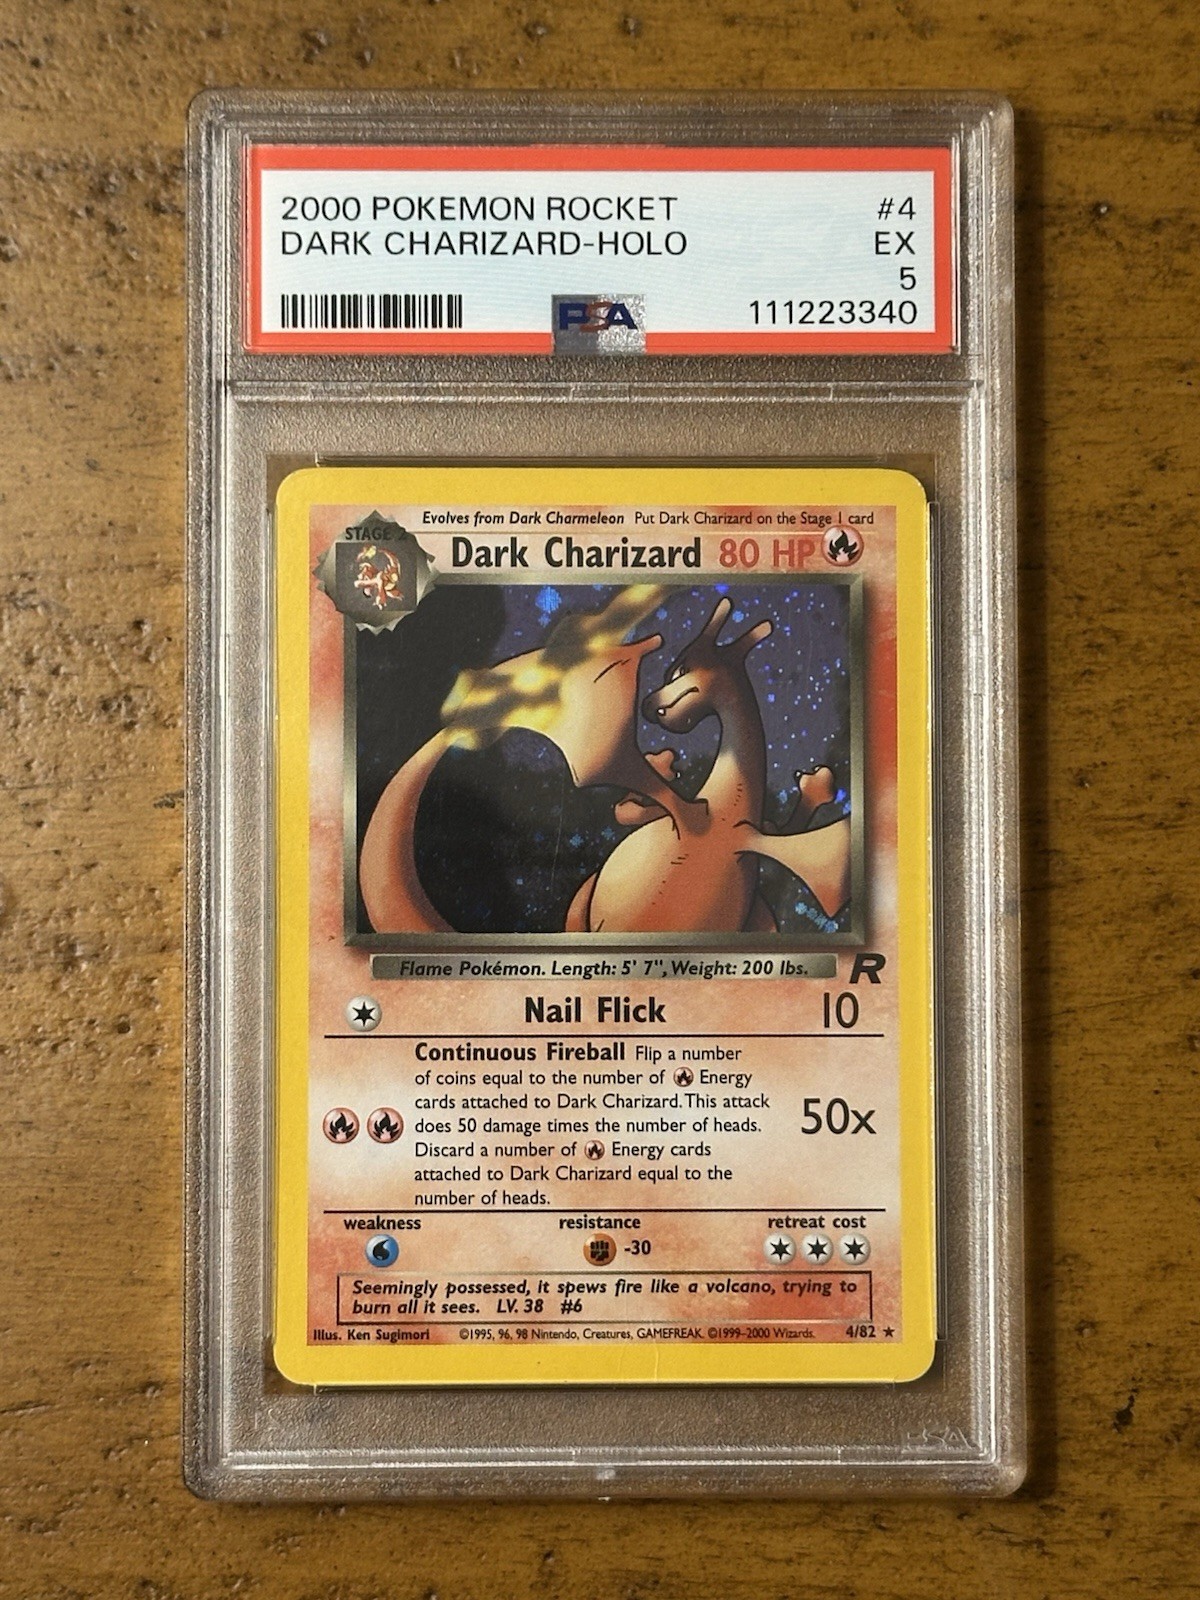 2000 POKEMON ROCKET #4
DARK CHARIZARD-HOLO EX
5
PSA 111223340
Evolves from Dark Charmeleon Put Dark Charizard on the Stage 1 card
STAGE 2
Dark Charizard 80 HP
Flame Pokémon. Length: 5' 7", Weight: 200 lbs.
R
Nail Flick 10
Continuous Fireball Flip a number
of coins equal to the number of Energy
cards attached to Dark Charizard. This attack
does 50 damage times the number of heads.
50x
Discard a number of Energy cards
attached to Dark Charizard equal to the
number of heads.
weakness resistance retreat cost
-30
Seemingly possessed, it spews fire like a volcano, trying to
burn all it sees. LV. 38 #6
Illus. Ken Sugimori ©1995, 96, 98 Nintendo, Creatures, GAMEFREAK. ©1999-2000 Wizards. 4/82 ★
PSA